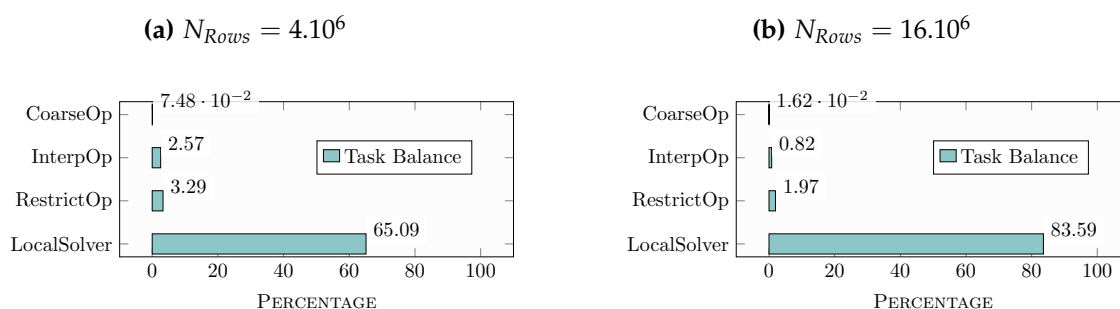 (a) N_Rows = 4.10^6
CoarseOp 7.48 · 10^−2
InterpOp 2.57
RestrictOp 3.29
LocalSolver 65.09
Task Balance
0 20 40 60 80 100
PERCENTAGE
(b) N_Rows = 16.10^6
CoarseOp 1.62 · 10^−2
InterpOp 0.82
RestrictOp 1.97
LocalSolver 83.59
Task Balance
0 20 40 60 80 100
PERCENTAGE